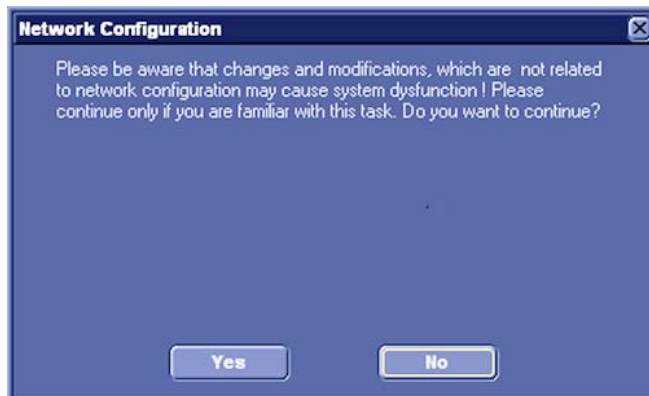 Network Configuration
Please be aware that changes and modifications, which are  not related
to network configuration may cause system dysfunction ! Please
continue only if you are familiar with this task. Do you want to continue?
Yes
No